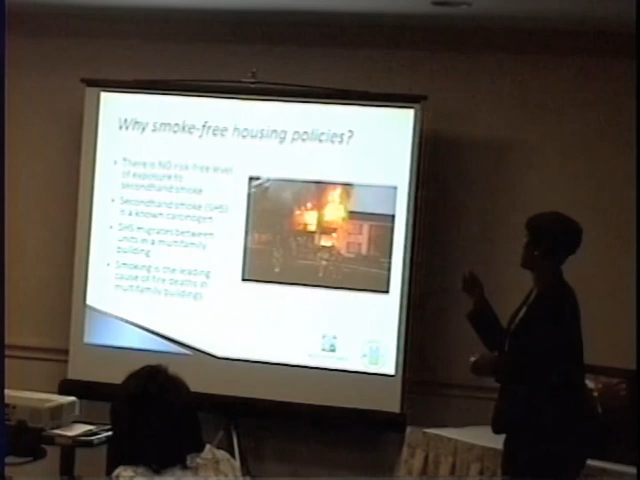 Why smoke-free housing policies?
• There is NO risk-free level
of exposure to
secondhand smoke
• Secondhand smoke (SHS)
is a known carcinogen
• SHS migrates between
units in a multifamily
building
• Smoking is the leading
cause of fire deaths in
multifamily buildings